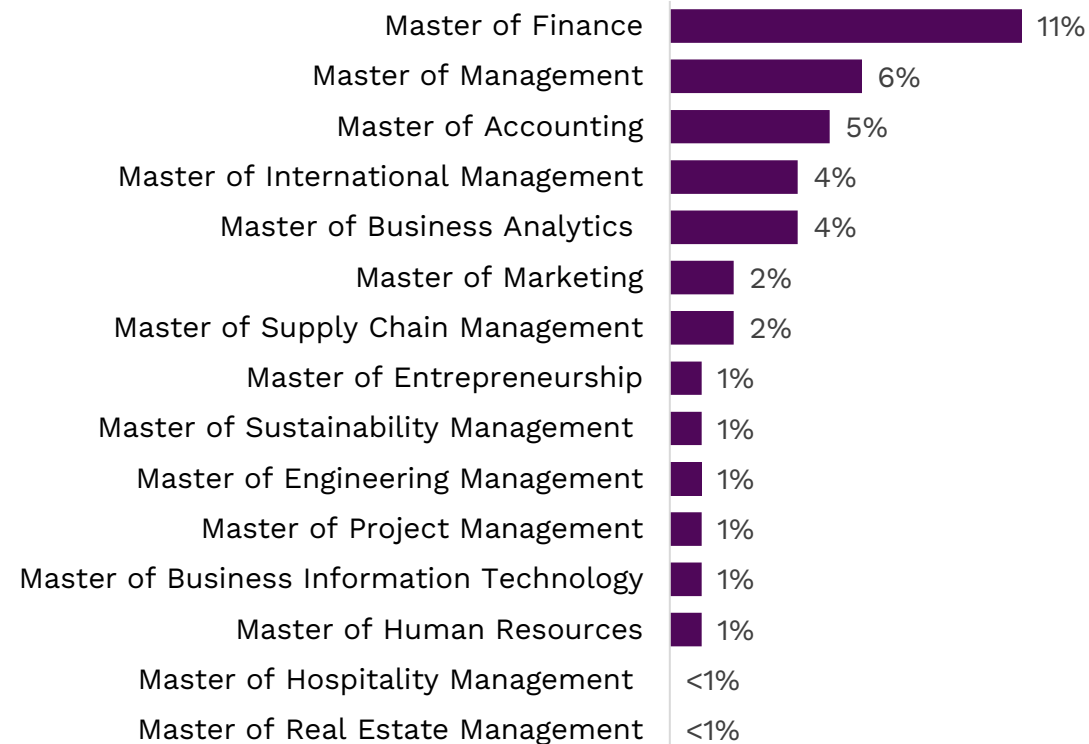 Master of Finance 11%
Master of Management 6%
Master of Accounting 5%
Master of International Management 4%
Master of Business Analytics 4%
Master of Marketing 2%
Master of Supply Chain Management 2%
Master of Entrepreneurship 1%
Master of Sustainability Management 1%
Master of Engineering Management 1%
Master of Project Management 1%
Master of Business Information Technology 1%
Master of Human Resources 1%
Master of Hospitality Management <1%
Master of Real Estate Management <1%